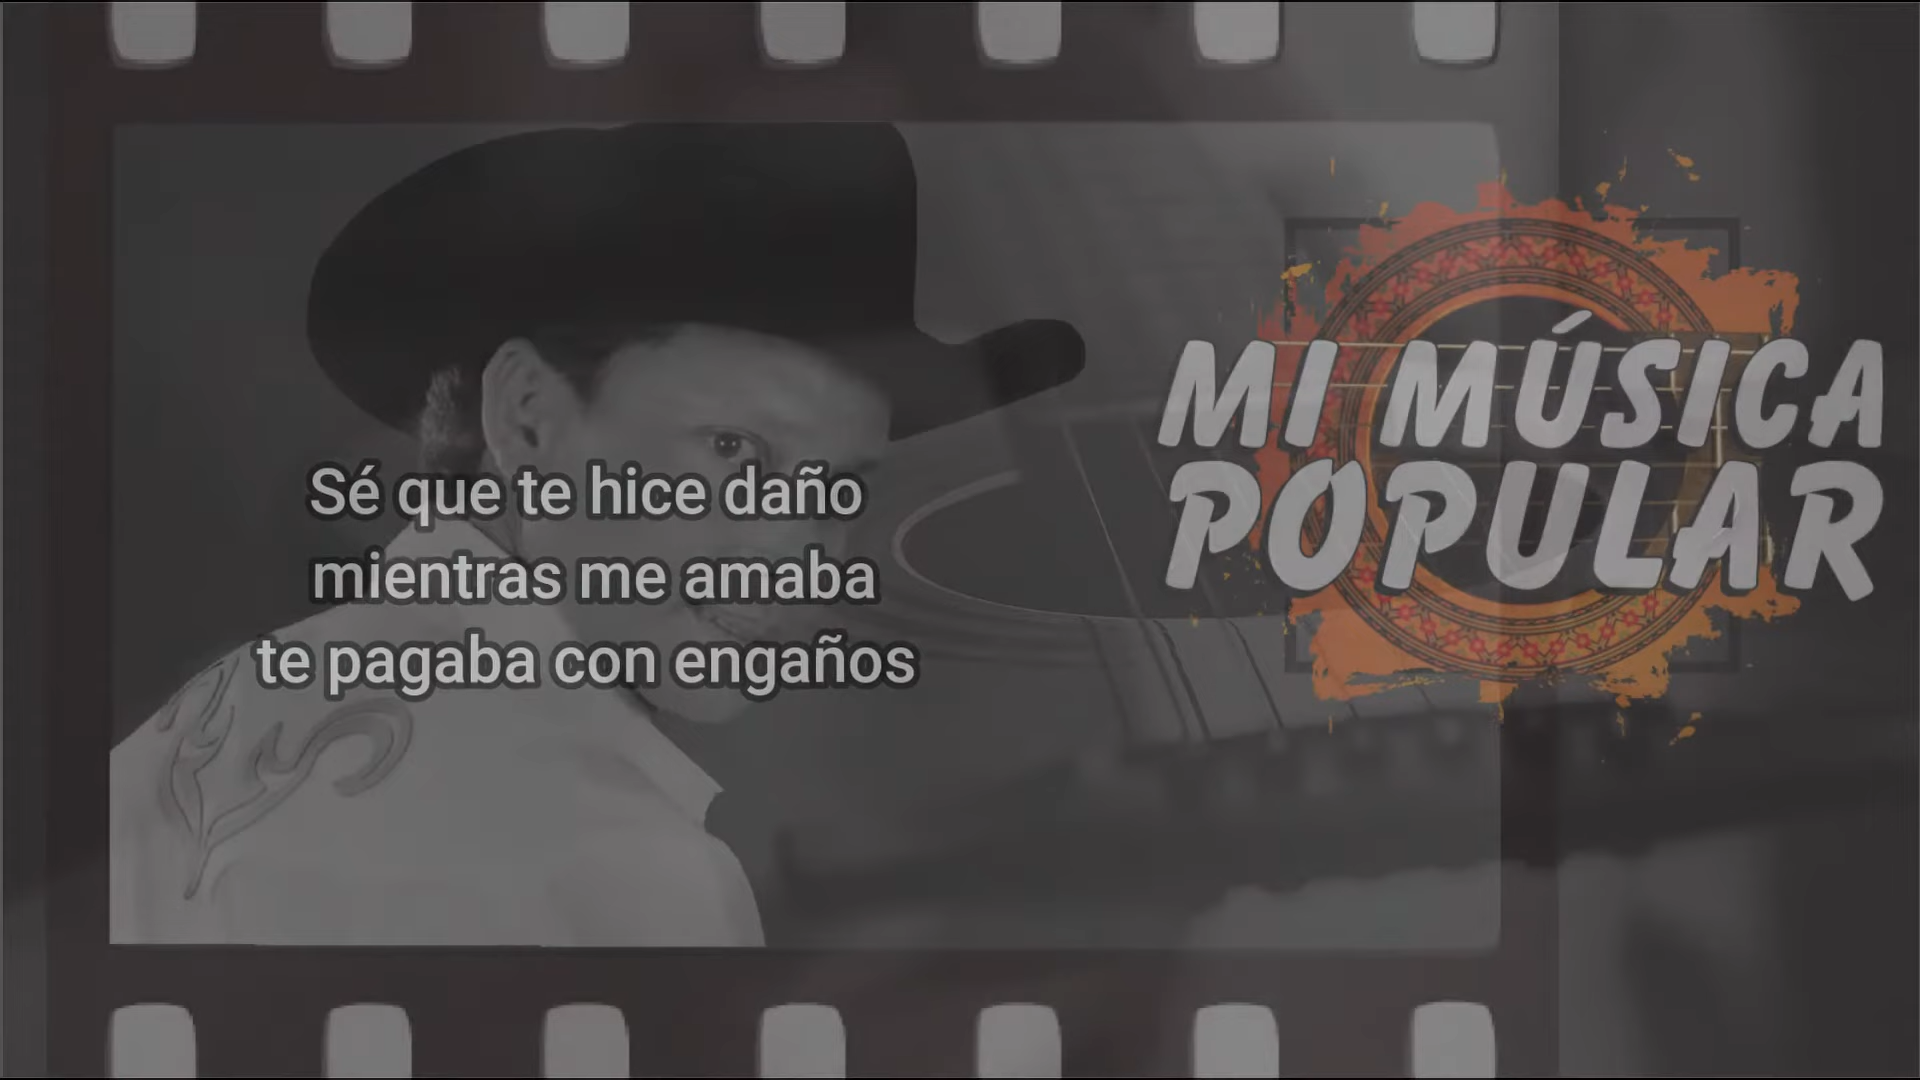 Sé que te hice daño
mientras me amaba
te pagaba con engaños
MI MÚSICA
POPULAR